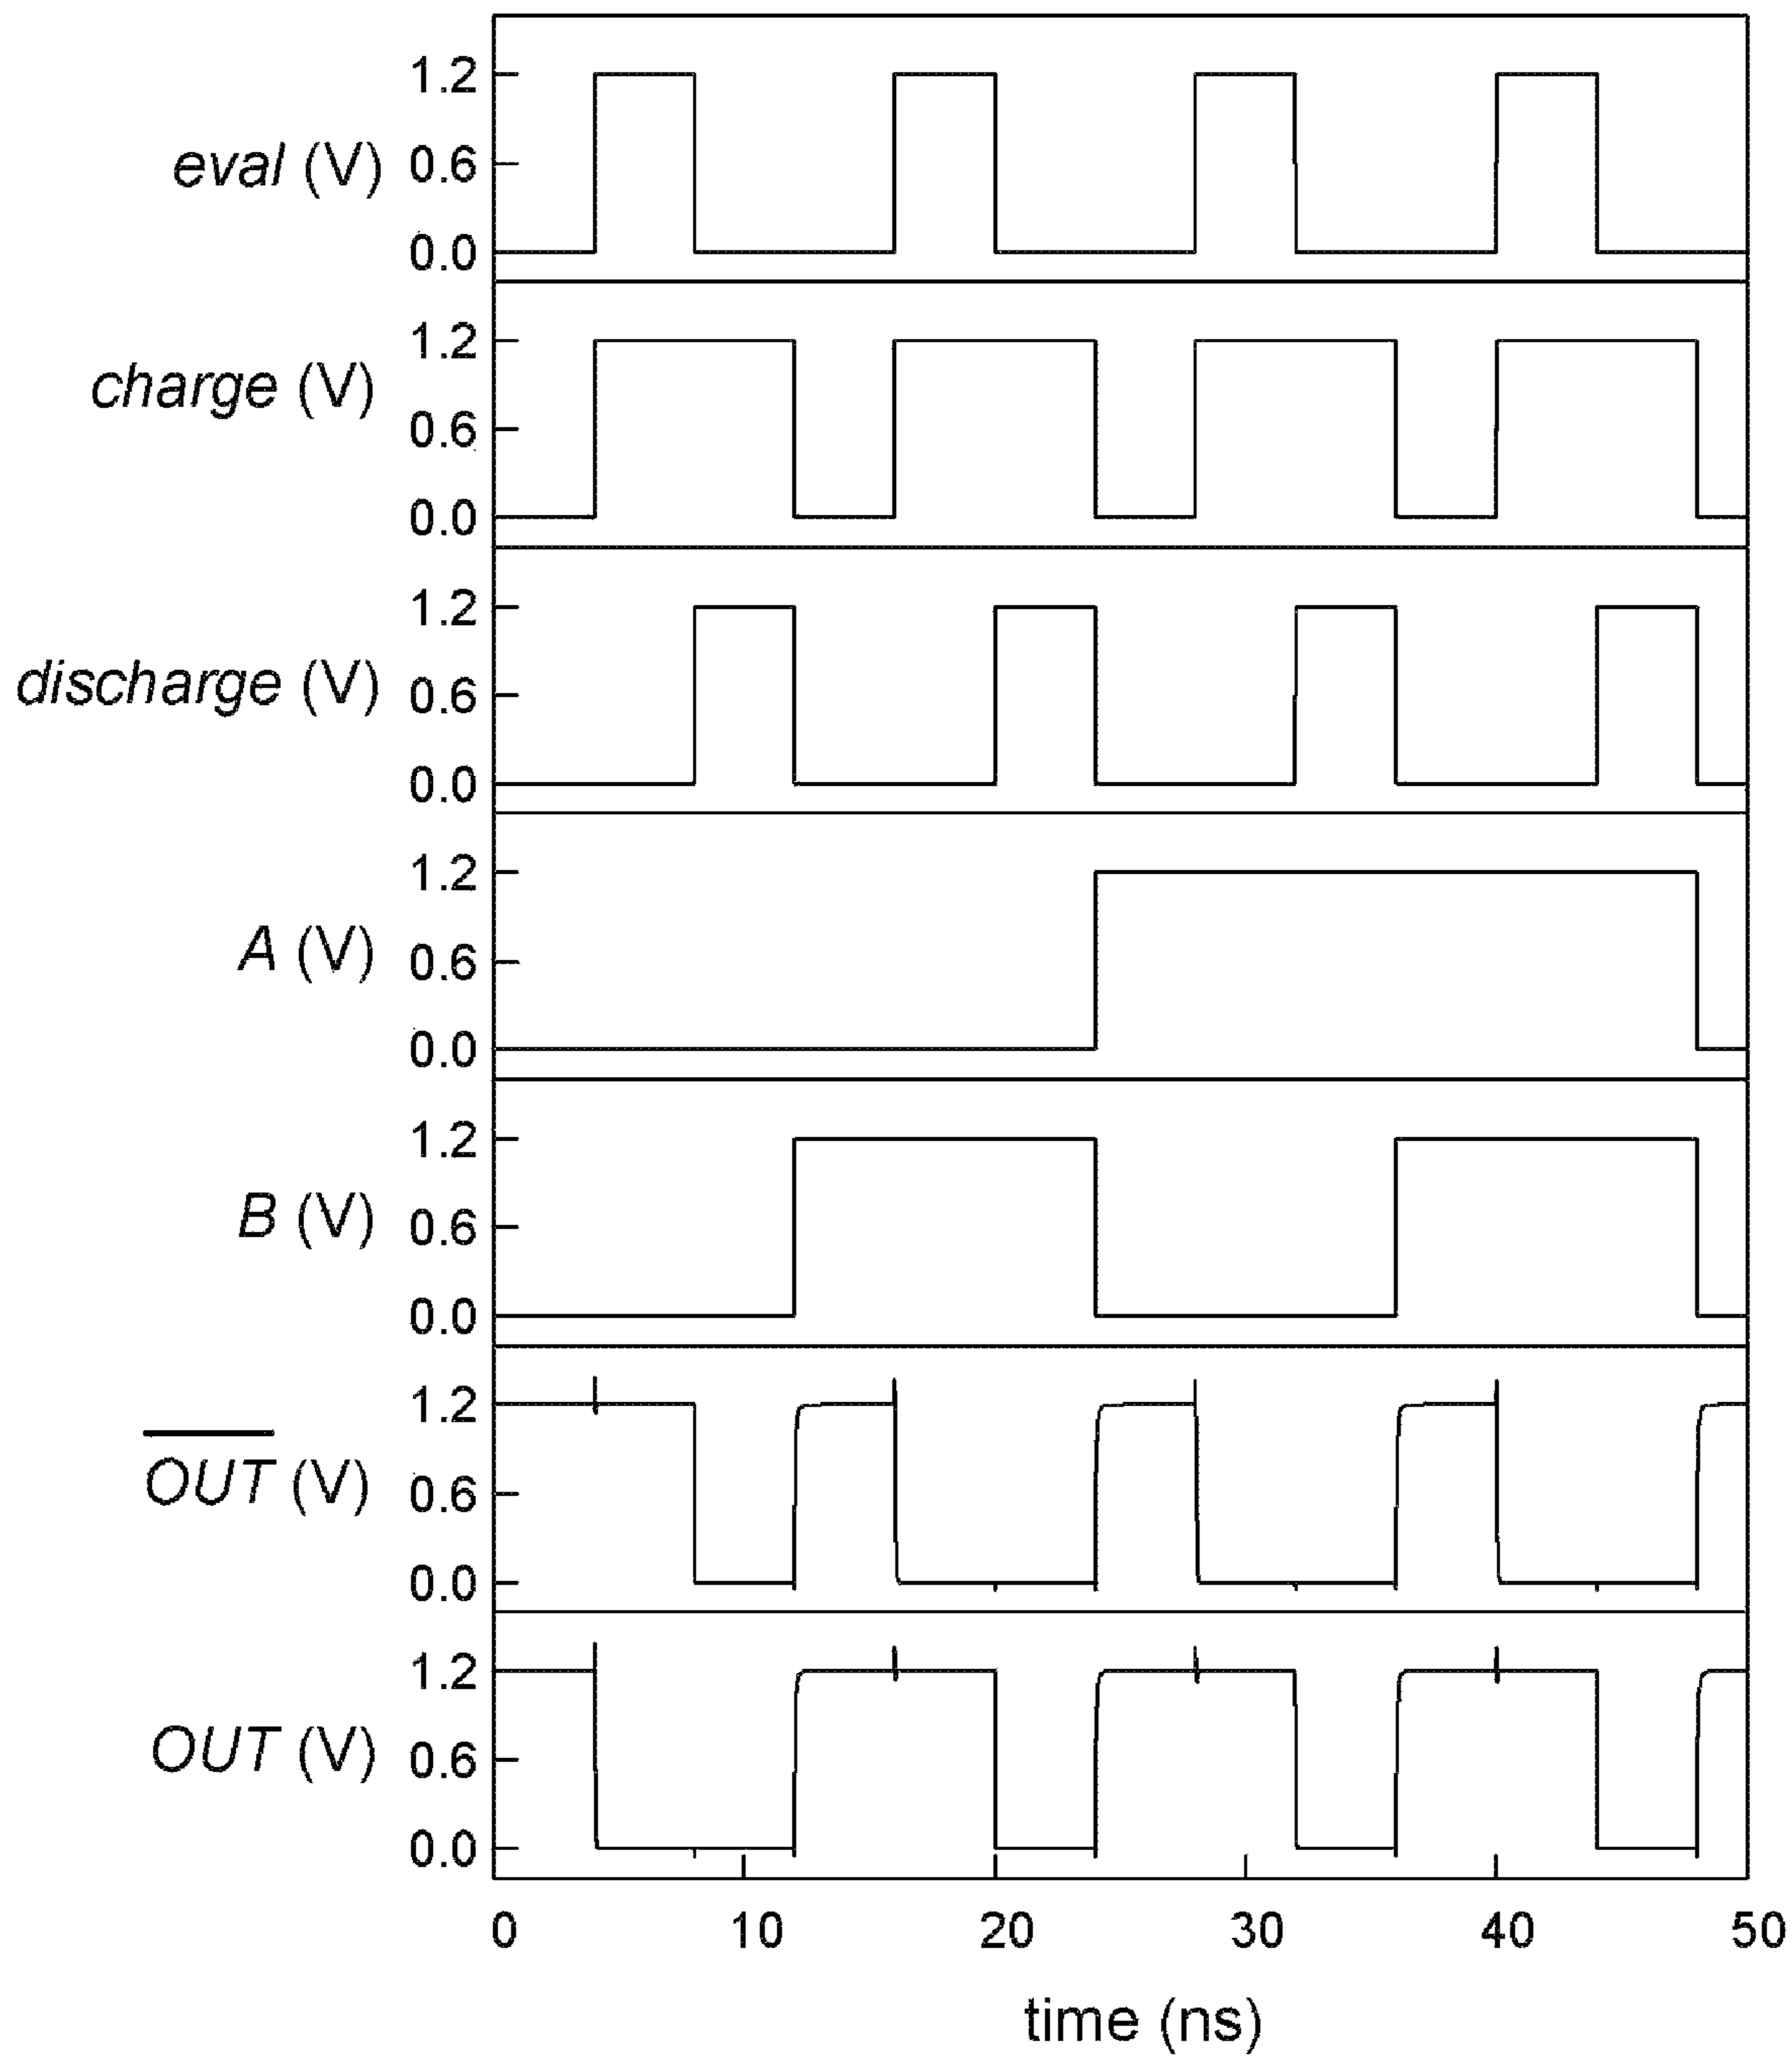 1.2
eval (V) 0.6
0.0
1.2
charge (V) 0.6
0.0
1.2
discharge (V) 0.6
0.0
1.2
A (V) 0.6
0.0
1.2
B (V) 0.6
0.0
1.2
OUT (V) 0.6
0.0
1.2
OUT (V) 0.6
0.0
0 10 20 30 40 50
time (ns)